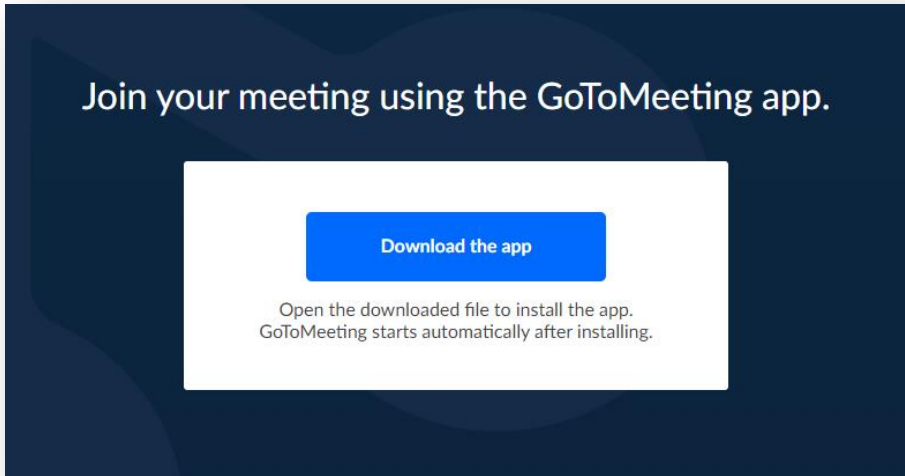 Join your meeting using the GoToMeeting app.
Download the app
Open the downloaded file to install the app.
GoToMeeting starts automatically after installing.